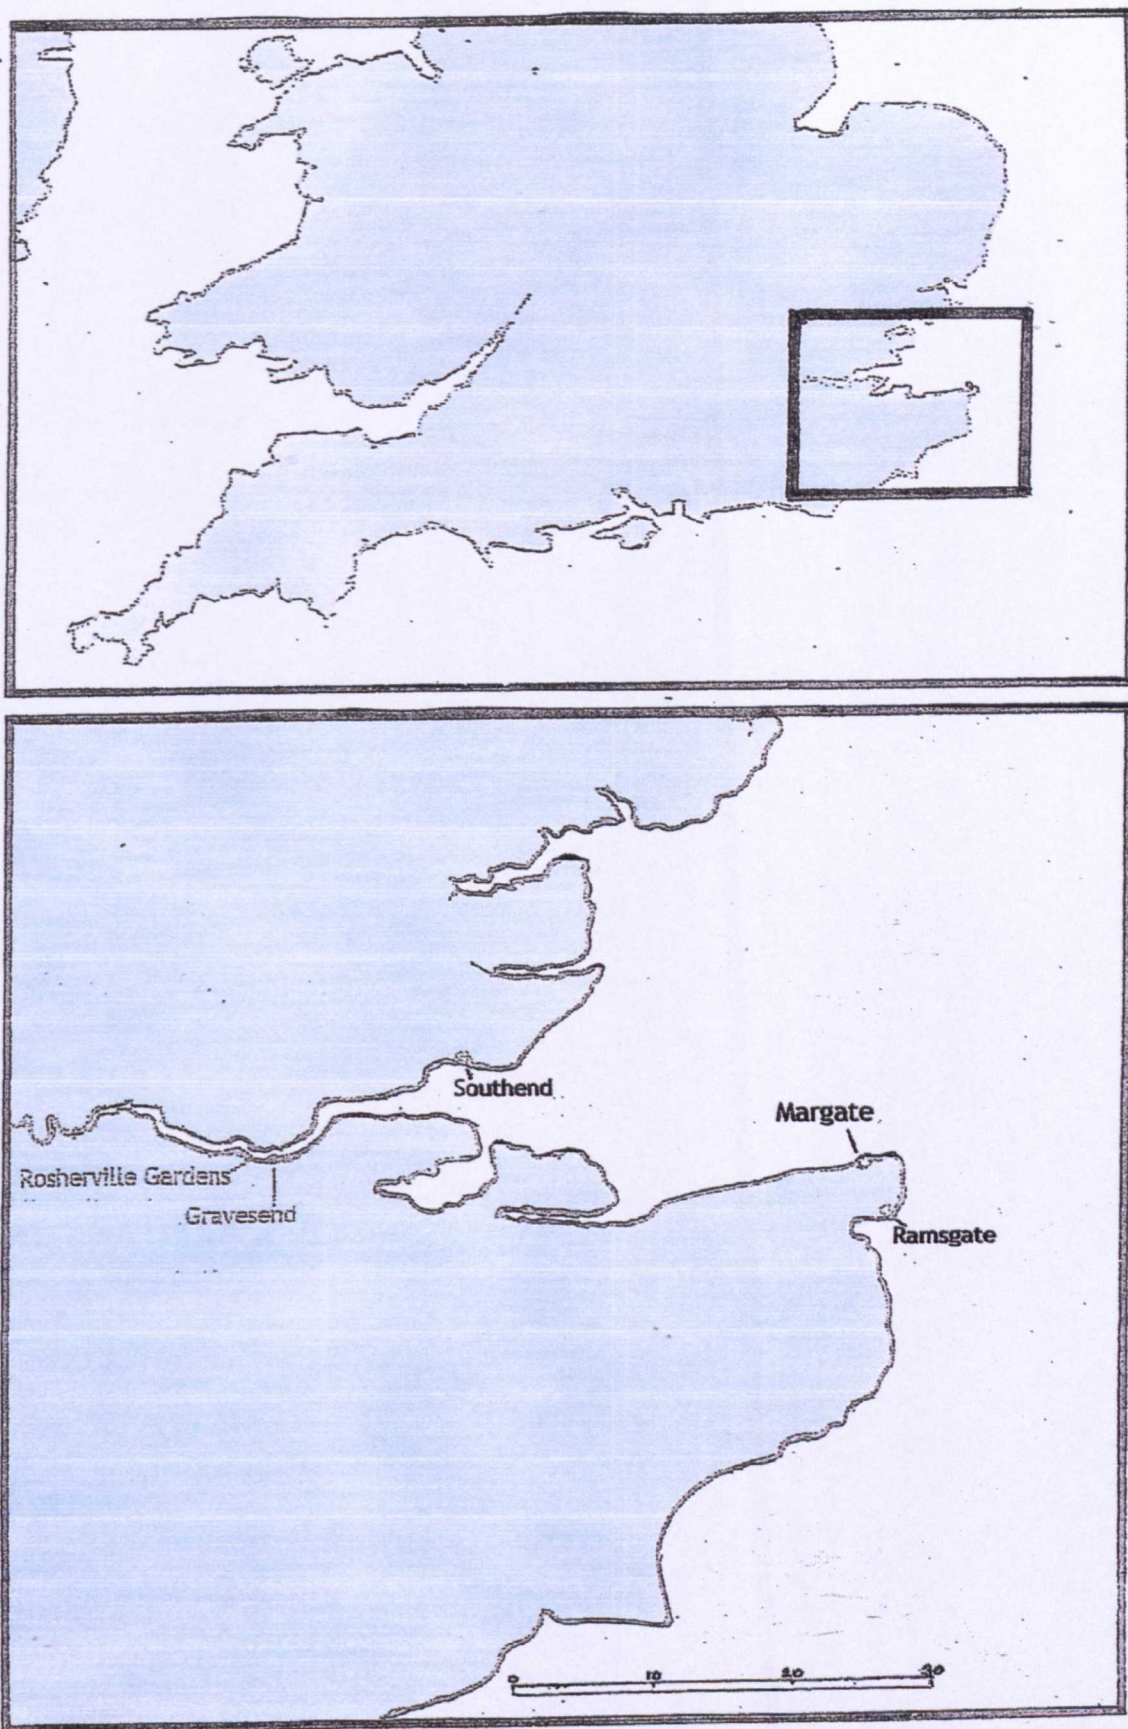 Southend
Margate
Rosherville Gardens
Gravesend
Ramsgate
0 10 20 30